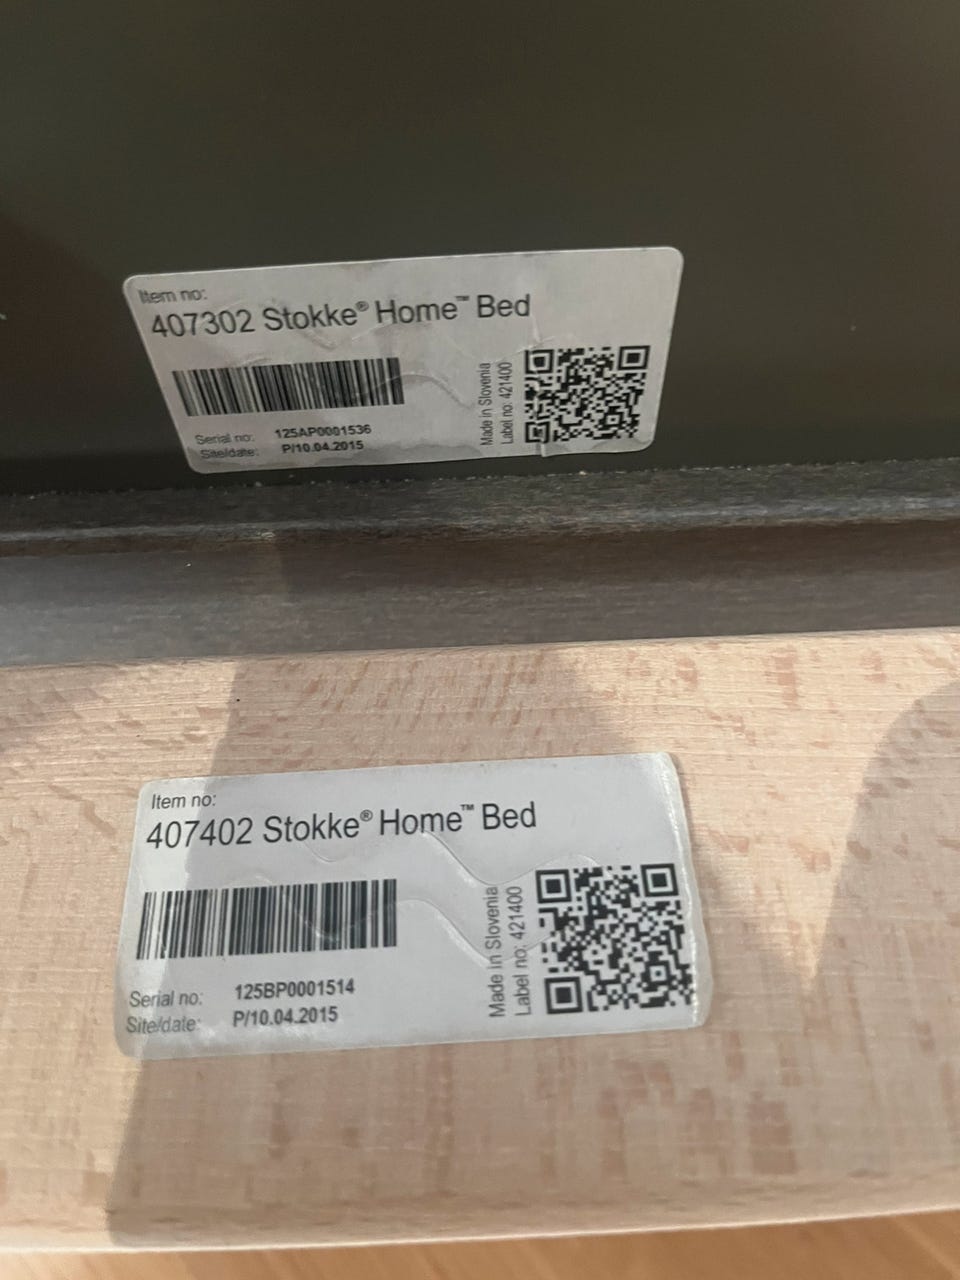 Item no:
407302 Stokke® Home™ Bed
Made in Slovenia
Label no: 421400
Serial no: 125AP0001536
Site/date: P/10.04.2015
Item no:
407402 Stokke® Home™ Bed
Made in Slovenia
Label no: 421400
Serial no: 125BP0001514
Site/date: P/10.04.2015